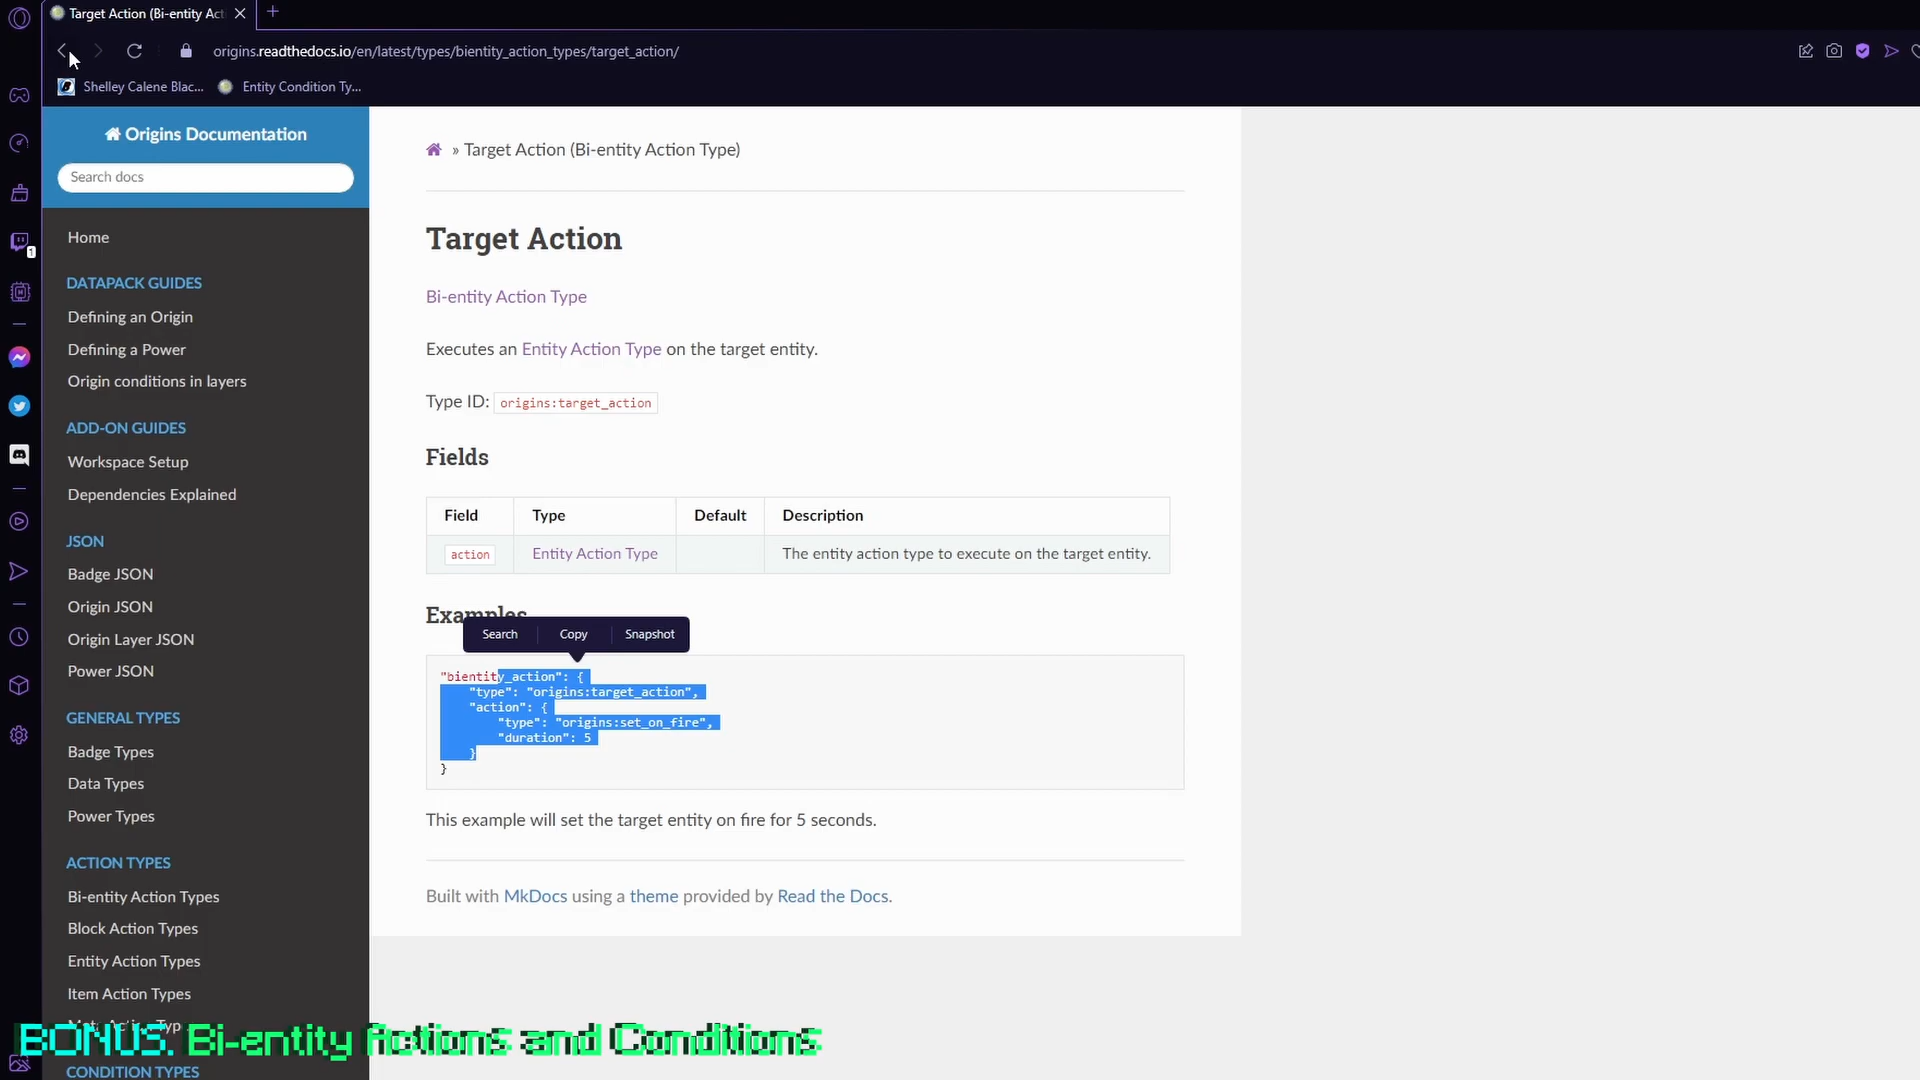 Target Action (Bi-entity Act
origins.readthedocs.io/en/latest/types/bientity_action_types/target_action/
Shelley Calene Blac...
Entity Condition Ty...
1
Origins Documentation
Search docs
Home
DATAPACK GUIDES
Defining an Origin
Defining a Power
Origin conditions in layers
ADD-ON GUIDES
Workspace Setup
Dependencies Explained
JSON
Badge JSON
Origin JSON
Origin Layer JSON
Power JSON
GENERAL TYPES
Badge Types
Data Types
Power Types
ACTION TYPES
Bi-entity Action Types
Block Action Types
Entity Action Types
Item Action Types
CONDITION TYPES
» Target Action (Bi-entity Action Type)
Target Action
Bi-entity Action Type
Executes an Entity Action Type on the target entity.
Type ID: origins:target_action
Fields
Field Type Default Description
action Entity Action Type The entity action type to execute on the target entity.
Examples
Search Copy Snapshot
"bientity_action": {
"type": "origins:target_action",
"action": {
"type": "origins:set_on_fire",
"duration": 5
}
}
This example will set the target entity on fire for 5 seconds.
Built with MkDocs using a theme provided by Read the Docs.
BONUS: Bi-entity Actions and Conditions